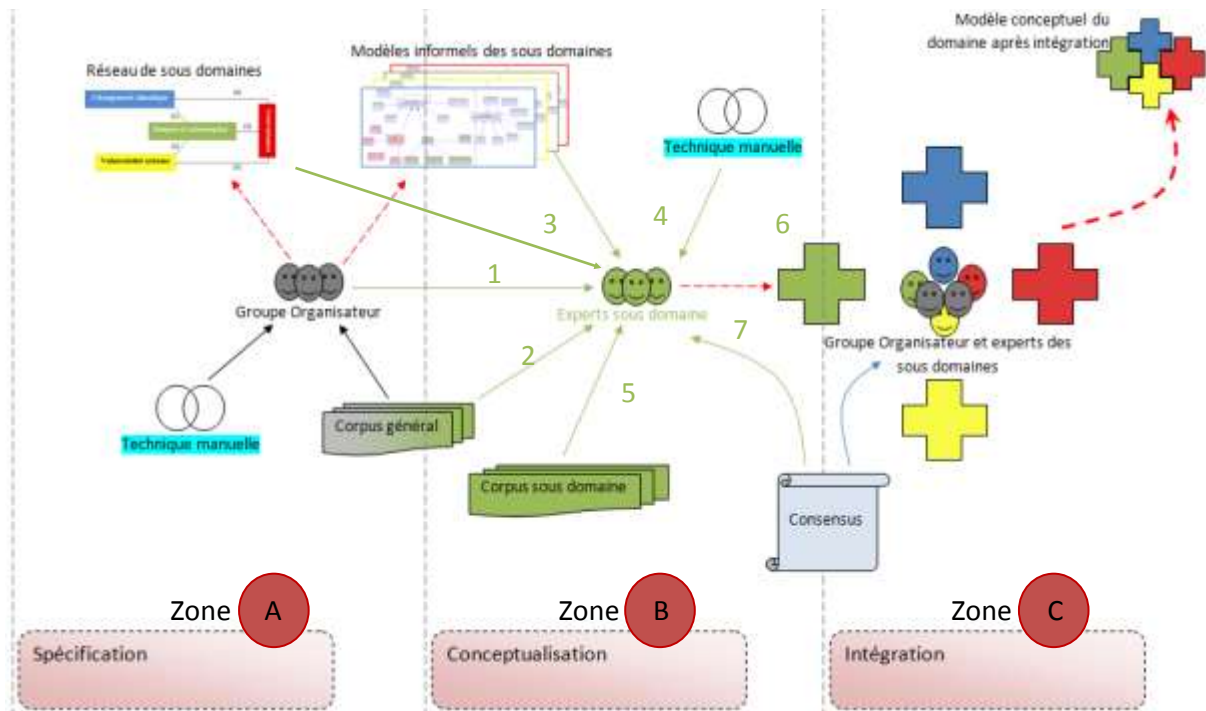 Modèle conceptuel du
domaine après intégration
Modèles informels des sous domaines
Réseau de sous domaines
Technique manuelle
3
4
6
1
Groupe Organisateur
Experts sous domaine
7
Groupe Organisateur et experts des
sous domaines
2
5
Corpus général
Technique manuelle
Corpus sous domaine
Consensus
Zone A
Zone B
Zone C
Spécification
Conceptualisation
Intégration